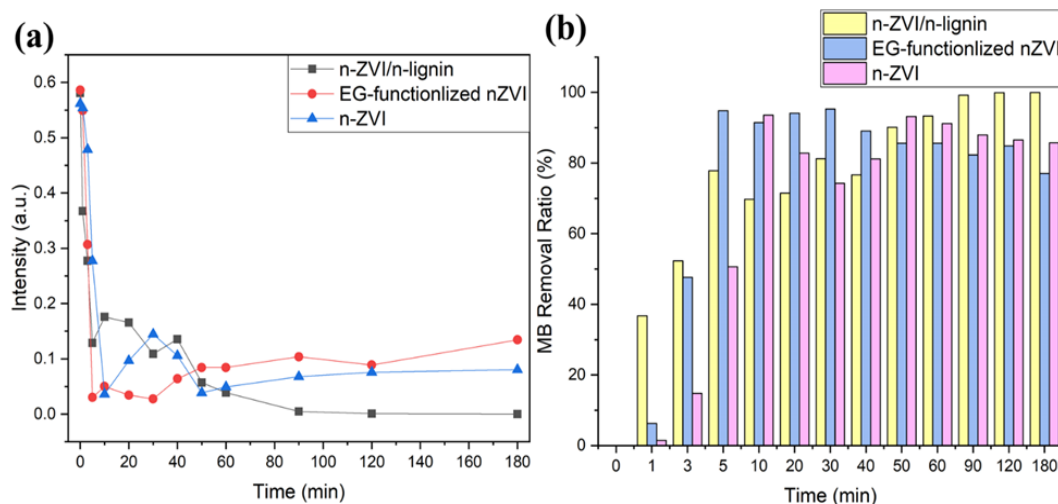 (a)
n-ZVI/n-lignin
EG-functionlized nZVI
n-ZVI
0.6
0.5
0.4
0.3
0.2
0.1
0.0
Intensity (a.u.)
0 20 40 60 80 100 120 140 160 180
Time (min)
(b)
n-ZVI/n-lignin
EG-functionlized nZVI
n-ZVI
100
80
60
40
20
0
MB Removal Ratio (%)
0 1 3 5 10 20 30 40 50 60 90 120 180
Time (min)